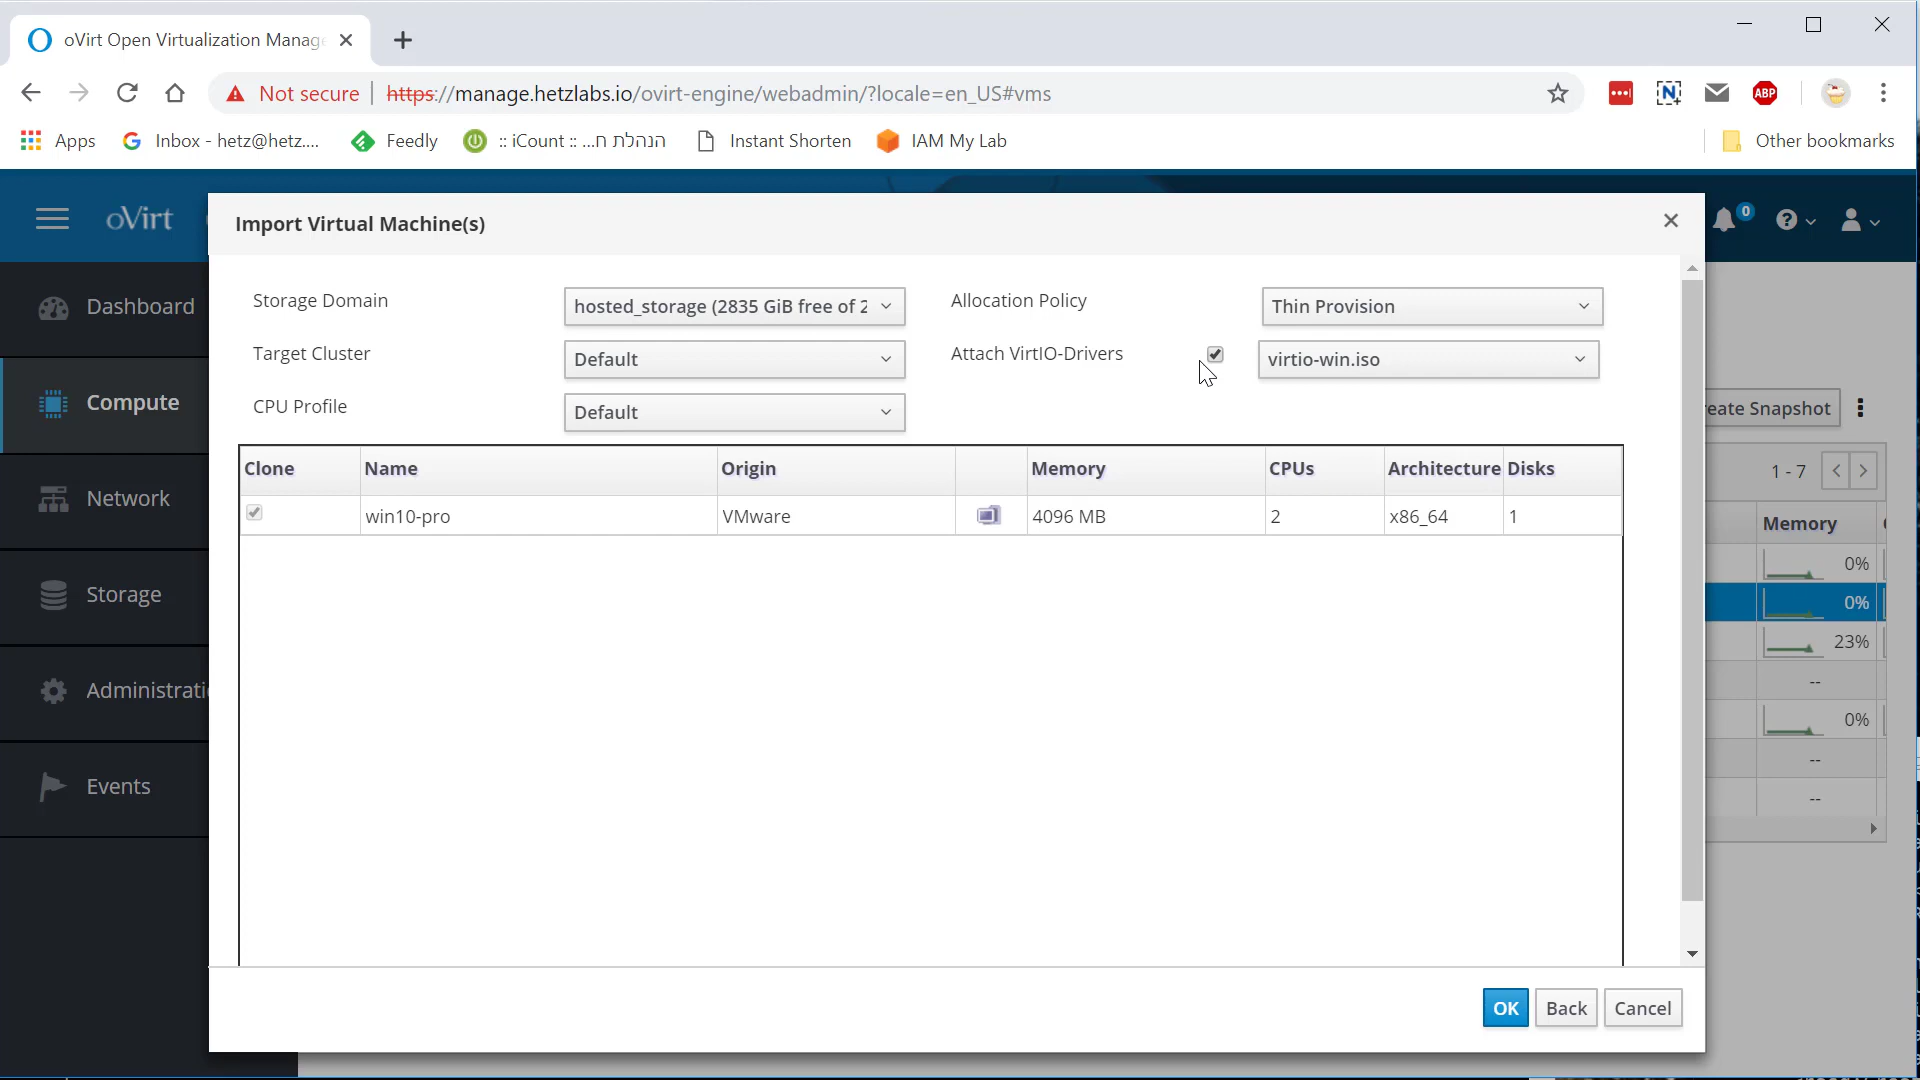 oVirt Open Virtualization Manage
Not secure https://manage.hetzlabs.io/ovirt-engine/webadmin/?locale=en_US#vms
ABP
Apps Inbox - hetz@hetz.... Feedly :: iCount :: ...הנהלת ח Instant Shorten IAM My Lab Other bookmarks
oVirt
0
Import Virtual Machine(s)
Storage Domain hosted_storage (2835 GiB free of 2 Allocation Policy Thin Provision
Target Cluster Default Attach VirtIO-Drivers virtio-win.iso
CPU Profile Default
Clone Name Origin Memory CPUs Architecture Disks
win10-pro VMware 4096 MB 2 x86_64 1
OK Back Cancel
Dashboard
Compute
Network
Storage
Administratio
Events
eate Snapshot
1 - 7
Memory
0%
0%
23%
--
0%
--
--